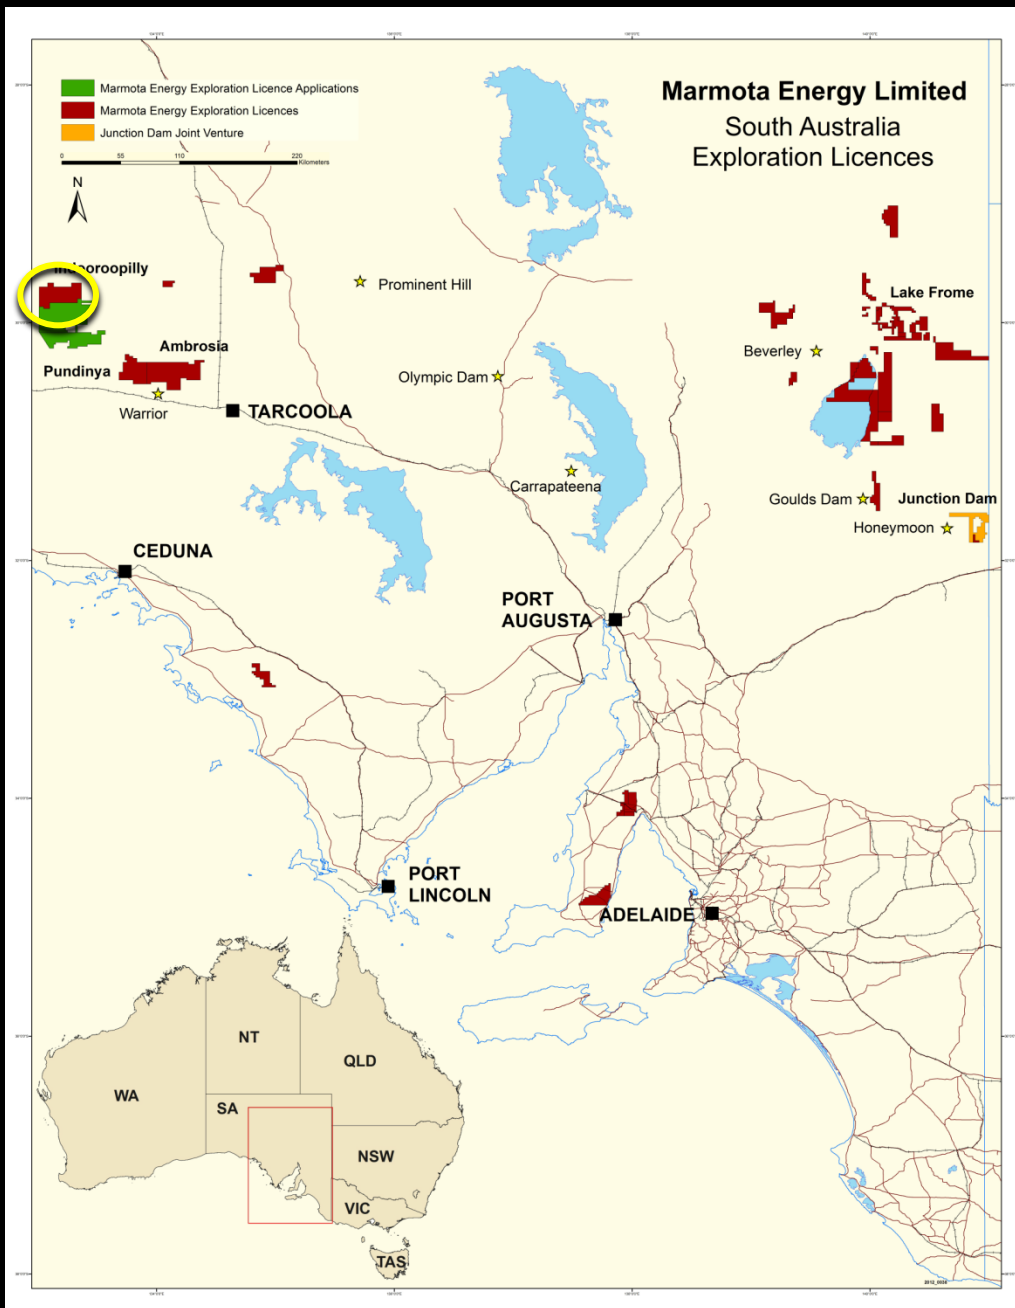 Marmota Energy Exploration Licence Applications
Marmota Energy Exploration Licences
Junction Dam Joint Venture
0 55 110 220
Kilometers
N
Marmota Energy Limited
South Australia
Exploration Licences
Indooroopilly
Prominent Hill
Lake Frome
Ambrosia
Beverley
Pundinya
Olympic Dam
Warrior
TARCOOLA
Carrapateena
Goulds Dam
Junction Dam
Honeymoon
CEDUNA
PORT
AUGUSTA
PORT
LINCOLN
ADELAIDE
NT
QLD
WA
SA
NSW
VIC
TAS